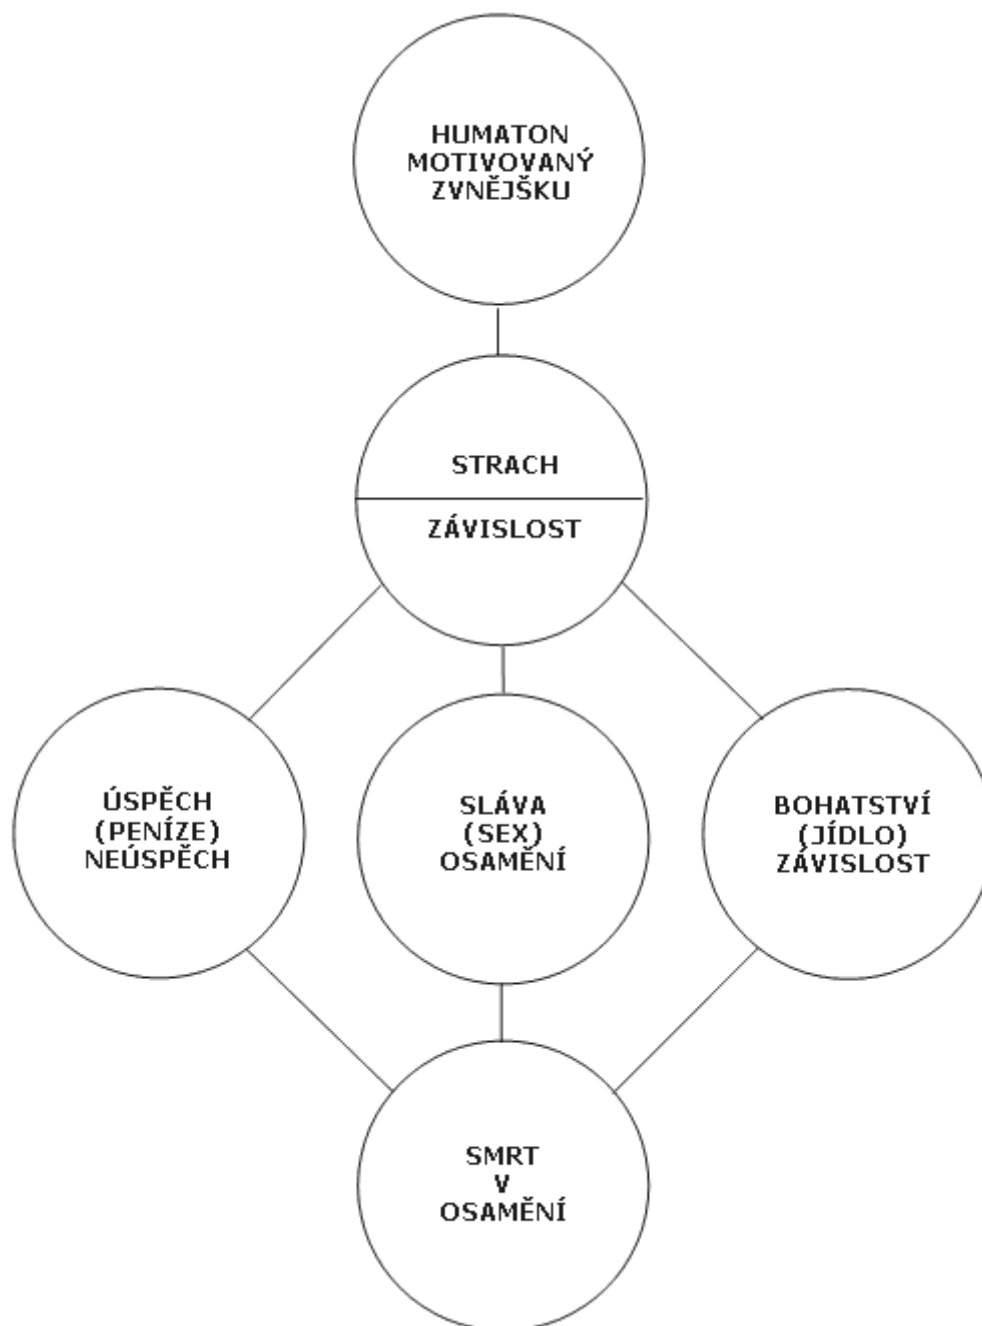 HUMATON
MOTIVOVANÝ
ZVNĚJŠKU
STRACH
ZÁVISLOST
ÚSPĚCH
(PENÍZE)
NEÚSPĚCH
SLÁVA
(SEX)
OSAMĚNÍ
BOHATSTVÍ
(JÍDLO)
ZÁVISLOST
SMRT
V
OSAMĚNÍ